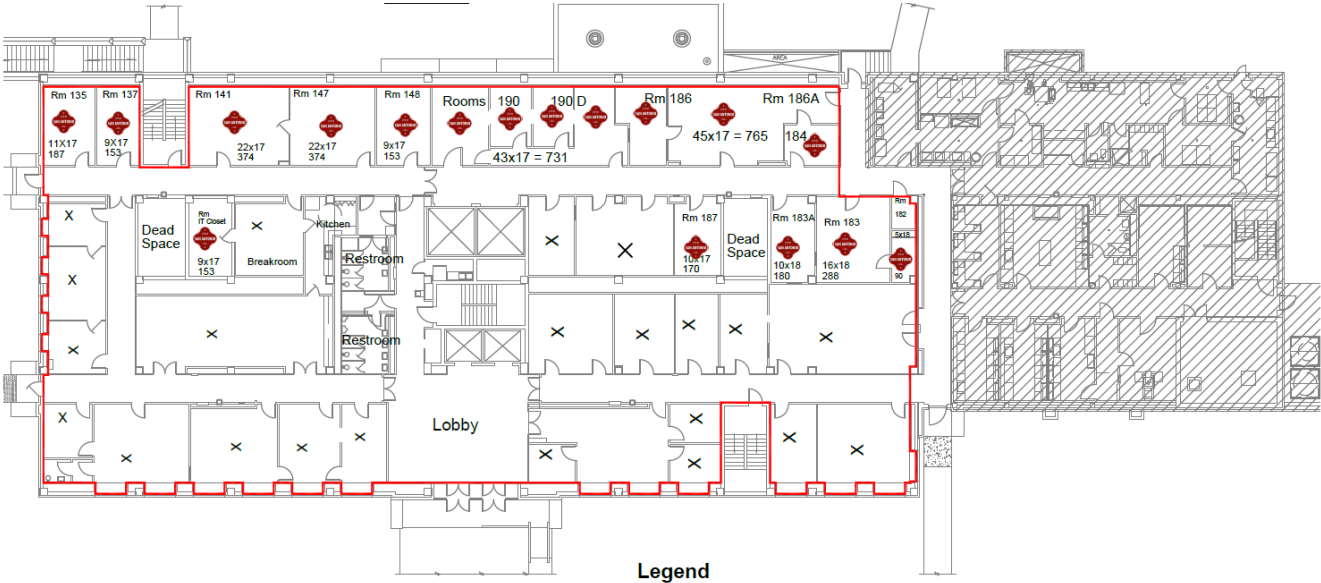 AREA
Rm 135
11X17
187
Rm 137
9X17
153
Rm 141
22x17
374
Rm 147
22x17
374
Rm 148
9x17
153
Rooms 190 190 D
43x17 = 731
Rm 186
Rm 186A
45x17 = 765
184
X
X
X
Dead
Space
Rm
IT Closet
SAN ANTONIO
9x17
153
X
Breakroom
Kitchen
Restroom
Restroom
X
X
X
Rm 187
10x17
170
Dead
Space
Rm 183A
10x18
180
Rm 183
16x18
288
Rm
182
5x18
90
X
X
X
X
X
X
X
X
X
X
Lobby
X
X
X
X
X
Legend